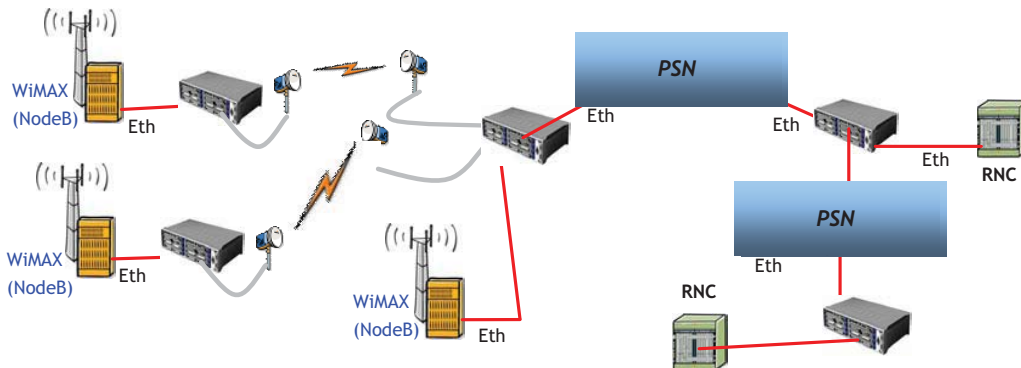 WiMAX
(NodeB)
Eth
PSN
Eth
Eth
Eth
RNC
WiMAX
(NodeB)
Eth
PSN
Eth
WiMAX
(NodeB)
Eth
RNC